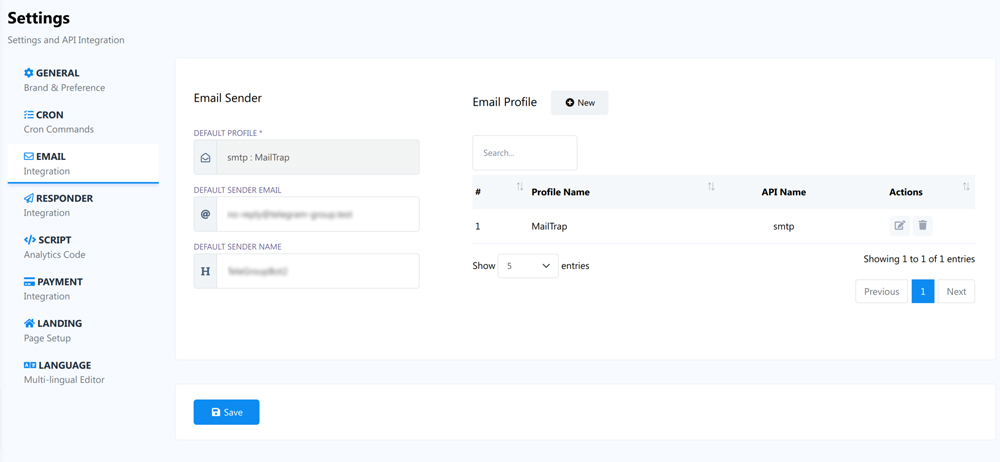 Settings
Settings and API Integration
GENERAL
Brand & Preference
CRON
Cron Commands
EMAIL
Integration
RESPONDER
Integration
SCRIPT
Analytics Code
PAYMENT
Integration
LANDING
Page Setup
LANGUAGE
Multi-lingual Editor
Email Sender
DEFAULT PROFILE *
smtp : MailTrap
DEFAULT SENDER EMAIL
@
DEFAULT SENDER NAME
H
Email Profile New
Search...
# Profile Name API Name Actions
1 MailTrap smtp
Show 5 entries
Showing 1 to 1 of 1 entries
Previous 1 Next
Save